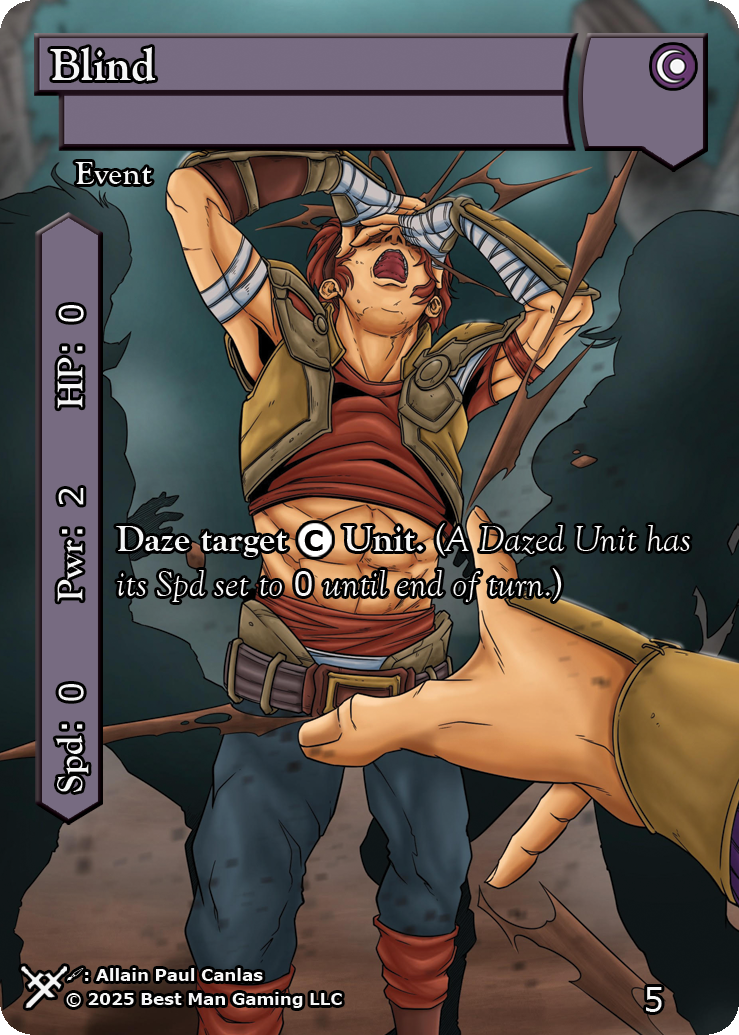 Blind
Event
HP: 0
Pwr: 2
Spd: 0
Daze target C Unit. (A Dazed Unit has
its Spd set to 0 until end of turn.)
: Allain Paul Canlas
© 2025 Best Man Gaming LLC
5